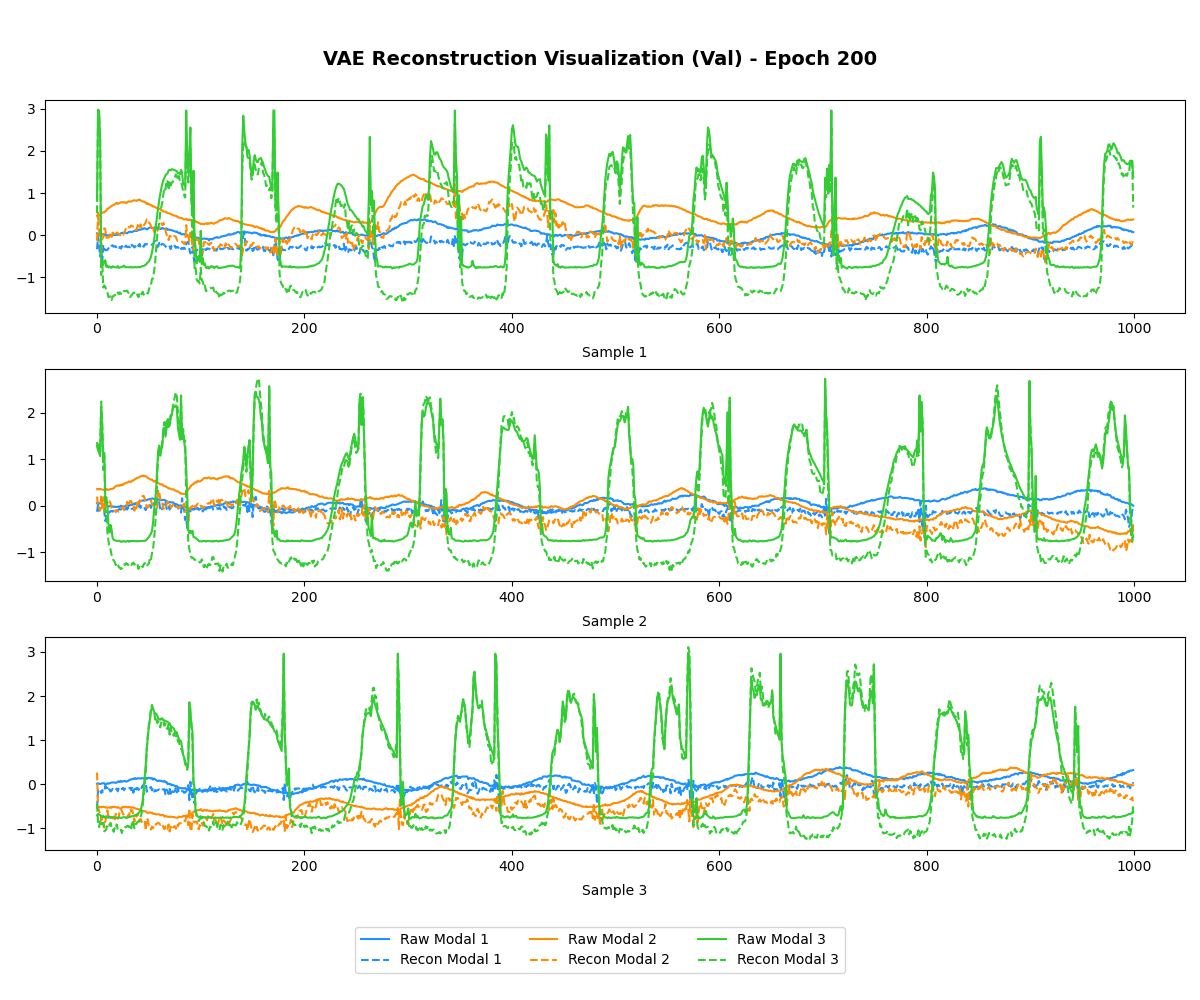 VAE Reconstruction Visualization (Val) - Epoch 200
3
2
1
0
−1
0 200 400 600 800 1000
Sample 1
2
1
0
−1
0 200 400 600 800 1000
Sample 2
3
2
1
0
−1
0 200 400 600 800 1000
Sample 3
Raw Modal 1 Raw Modal 2 Raw Modal 3
Recon Modal 1 Recon Modal 2 Recon Modal 3